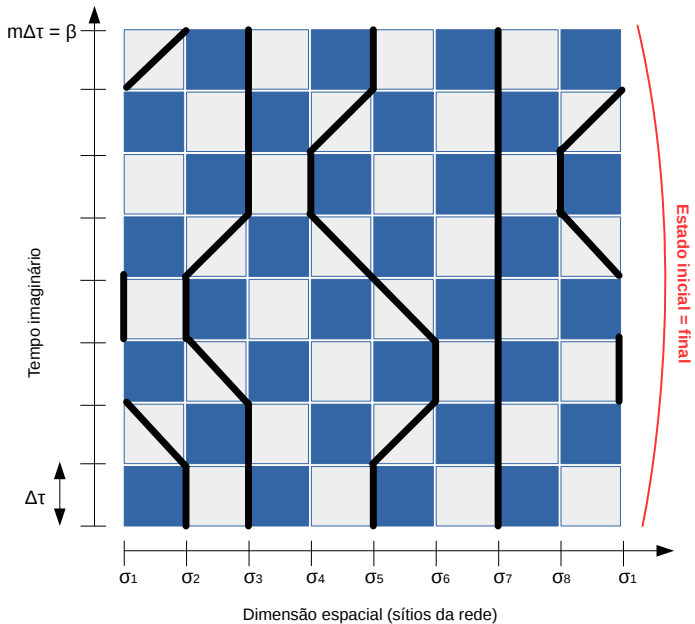 mΔτ = β
Tempo imaginário
Δτ
Estado inicial = final
σ1 σ2 σ3 σ4 σ5 σ6 σ7 σ8 σ1
Dimensão espacial (sítios da rede)